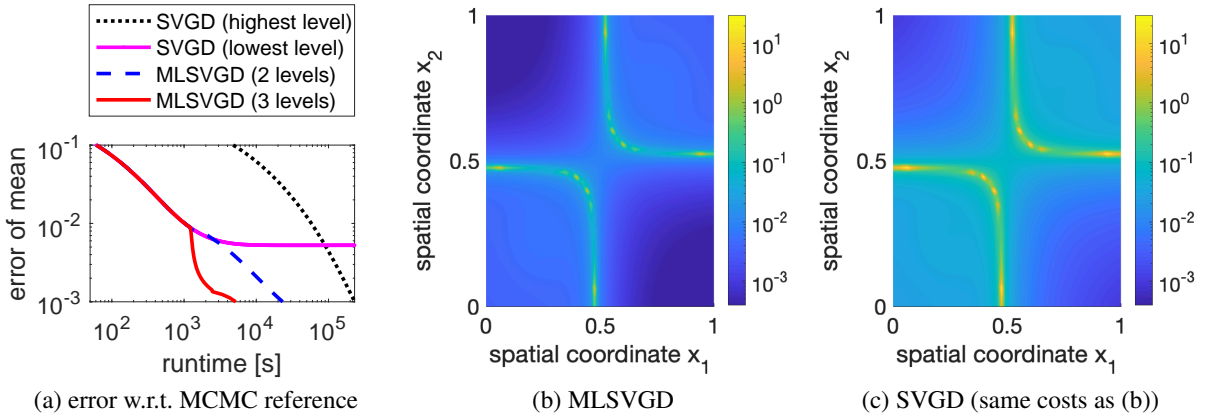 SVGD (highest level)
SVGD (lowest level)
MLSVGD (2 levels)
MLSVGD (3 levels)
10^-1
10^-2
10^-3
error of mean
10^2 10^3 10^4 10^5
runtime [s]
(a) error w.r.t. MCMC reference
1
0.5
0
spatial coordinate x_2
0 0.5 1
spatial coordinate x_1
10^1
10^0
10^-1
10^-2
10^-3
(b) MLSVGD
1
0.5
0
spatial coordinate x_2
0 0.5 1
spatial coordinate x_1
10^1
10^0
10^-1
10^-2
10^-3
(c) SVGD (same costs as (b))